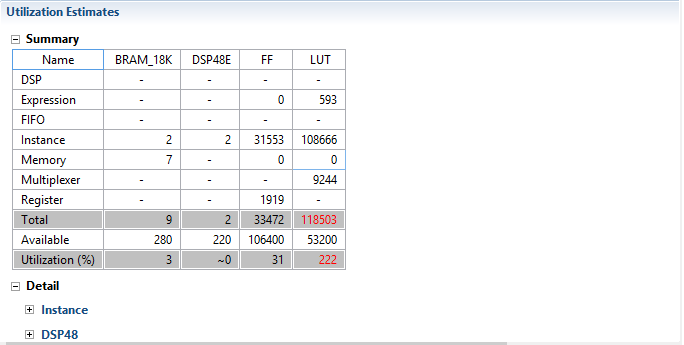 Utilization Estimates
Summary
Name BRAM_18K DSP48E FF LUT
DSP - - - -
Expression - - 0 593
FIFO - - - -
Instance 2 2 31553 108666
Memory 7 - 0 0
Multiplexer - - - 9244
Register - - 1919 -
Total 9 2 33472 118503
Available 280 220 106400 53200
Utilization (%) 3 ~0 31 222
Detail
Instance
DSP48